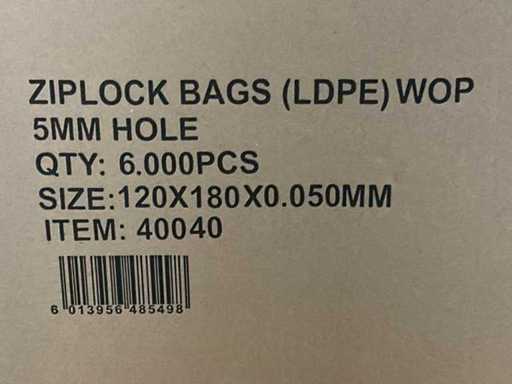 ZIPLOCK BAGS (LDPE) WOP
5MM HOLE
QTY: 6.000PCS
SIZE:120X180X0.050MM
ITEM: 40040
6 013956 485498